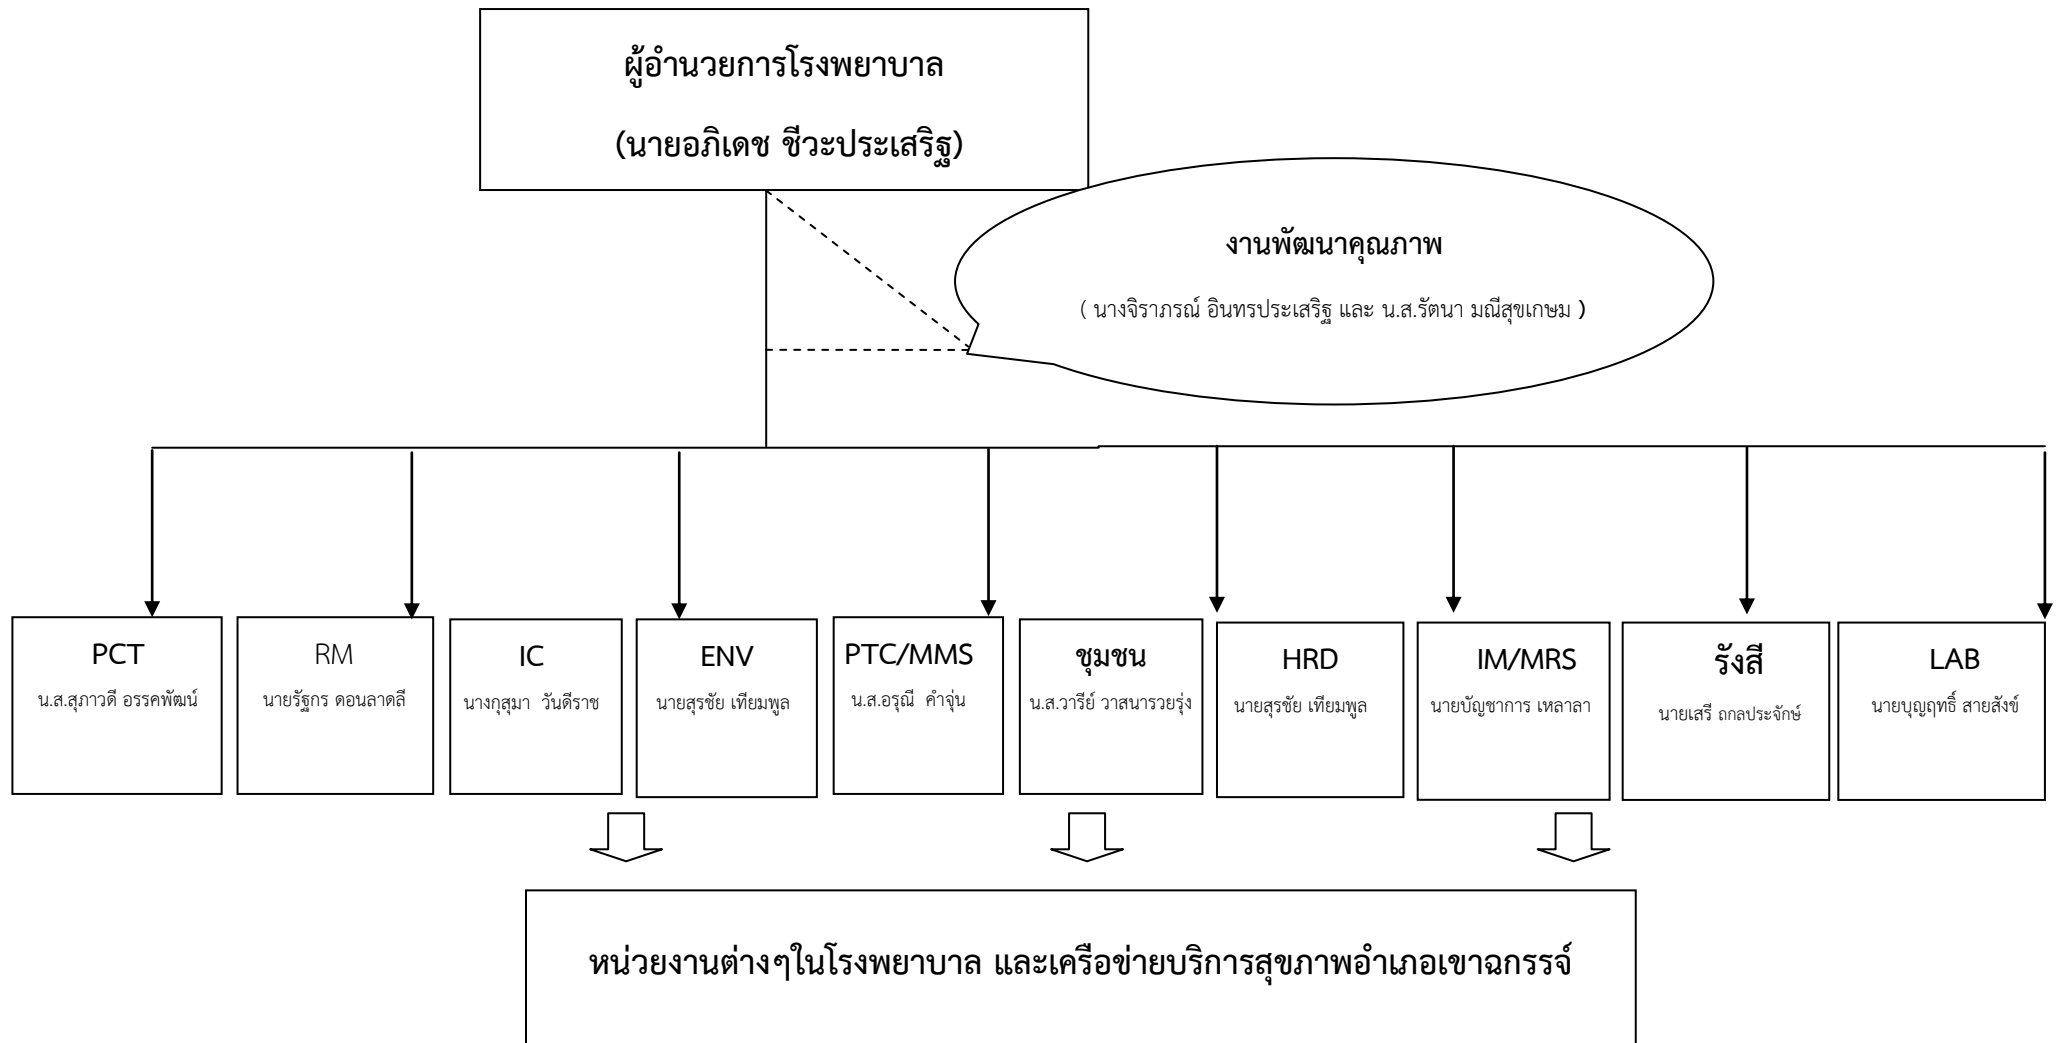 ผู้อำนวยการโรงพยาบาล
(นายอภิเดช ชีวะประเสริฐ)
งานพัฒนาคุณภาพ
( นางจิราภรณ์ อินทรประเสริฐ และ น.ส.รัตนา มณีสุขเกษม )
PCT
น.ส.สุภาวดี อรรคพัฒน์
RM
นายรัฐกร ดอนลาดลี
IC
นางกุสุมา วันดีราช
ENV
นายสุรชัย เทียมพูล
PTC/MMS
น.ส.อรุณี คำจุ่น
ชุมชน
น.ส.วารีย์ วาสนารวยรุ่ง
HRD
นายสุรชัย เทียมพูล
IM/MRS
นายบัญชาการ เหลาลา
รังสี
นายเสรี ถกลประจักษ์
LAB
นายบุญฤทธิ์ สายสังข์
หน่วยงานต่างๆในโรงพยาบาล และเครือข่ายบริการสุขภาพอำเภอเขาฉกรรจ์